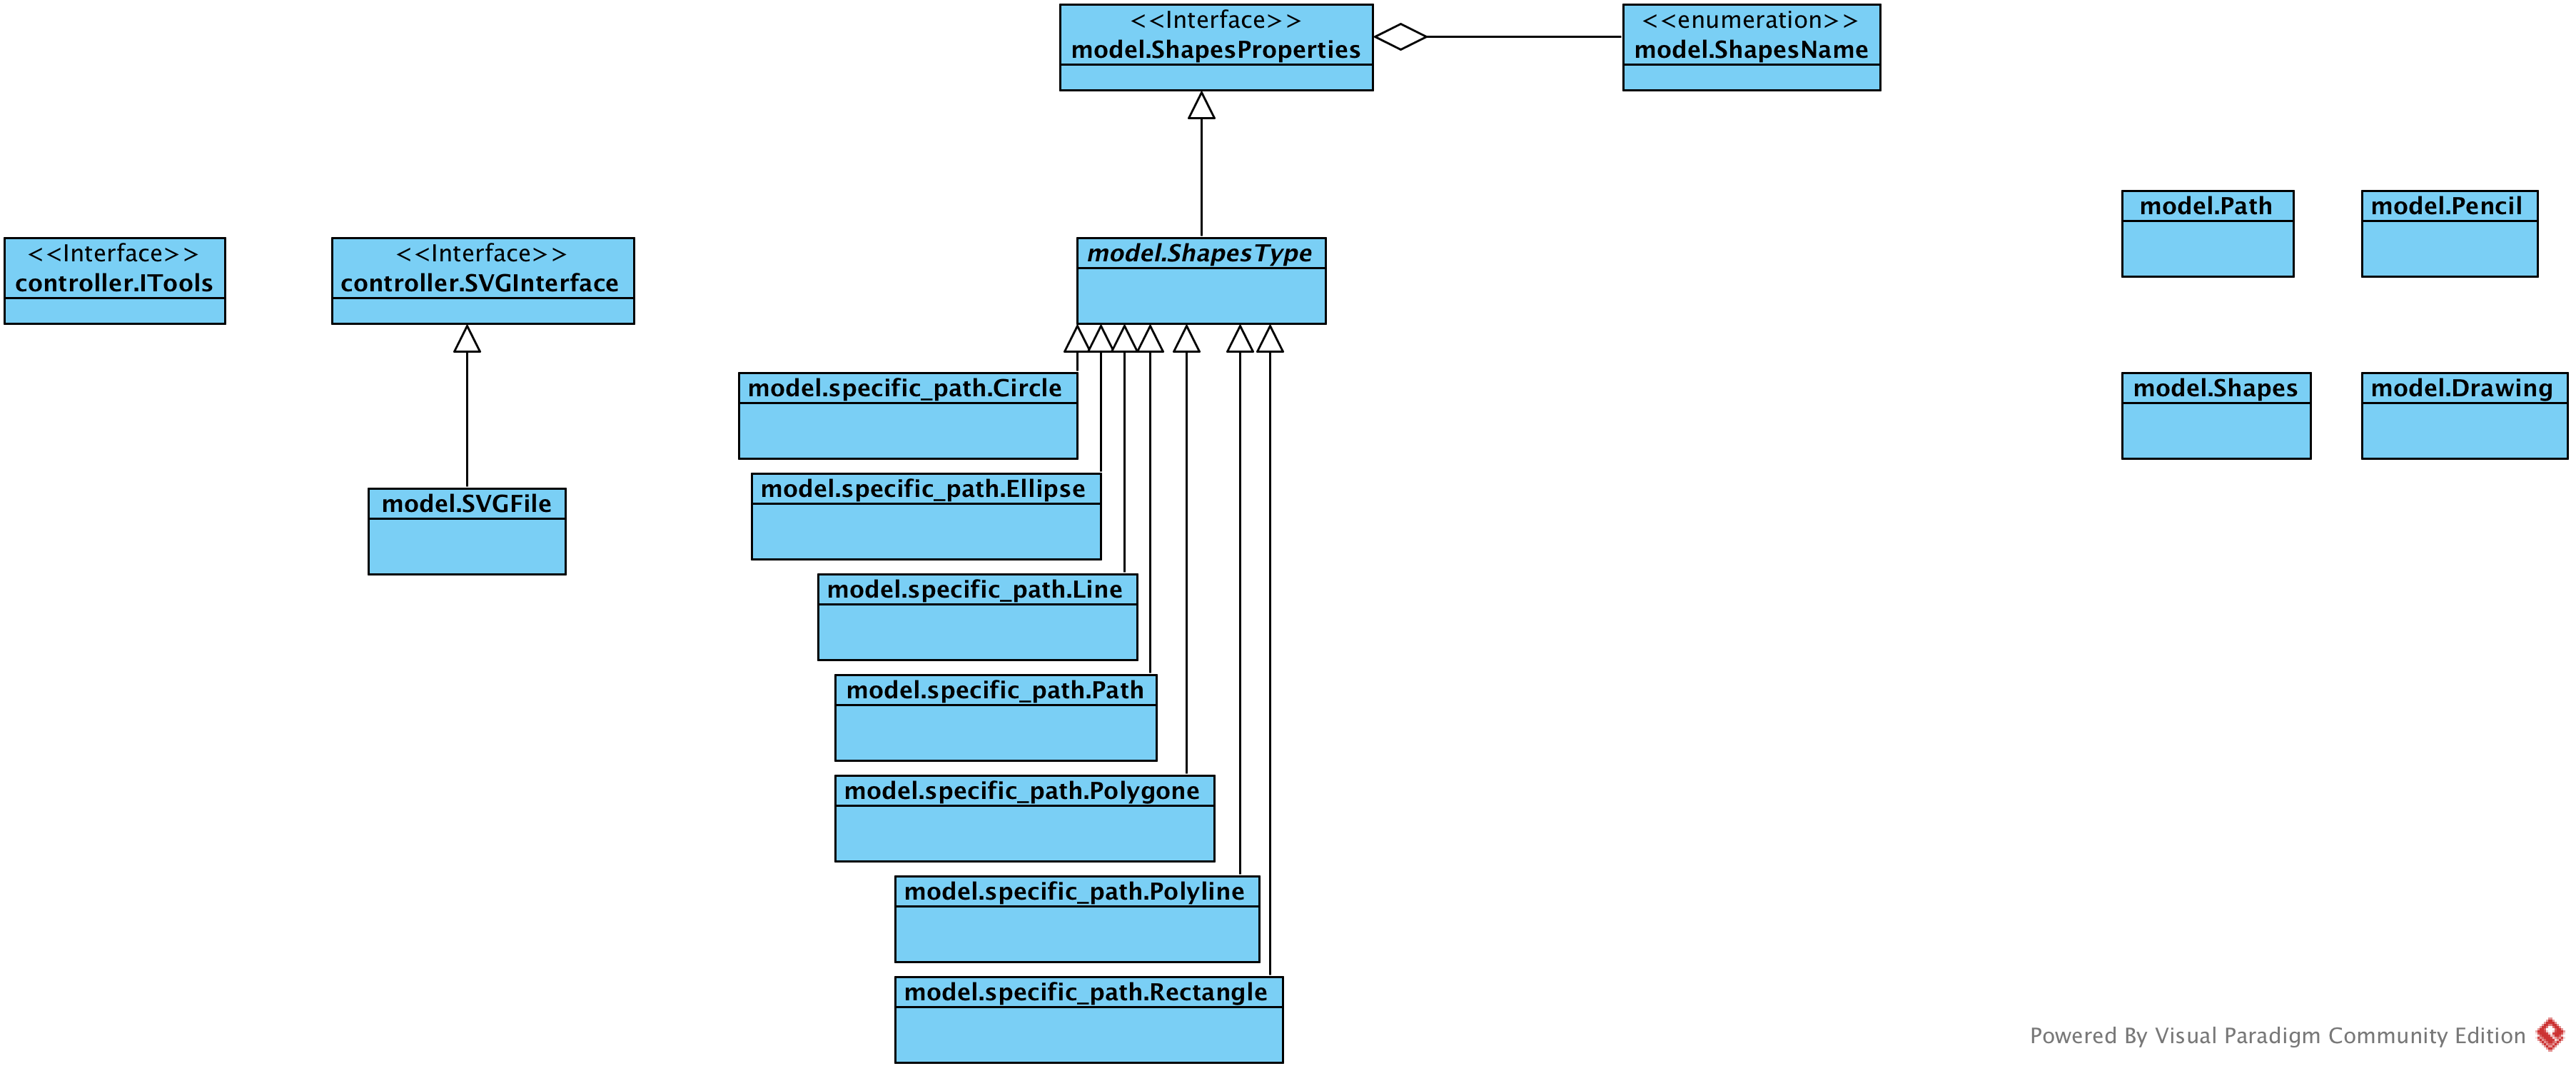 <<Interface>>
model.ShapesProperties
<<enumeration>>
model.ShapesName
model.Path
model.Pencil
<<Interface>>
controller.ITools
<<Interface>>
controller.SVGInterface
model.ShapesType
model.specific_path.Circle
model.Shapes
model.Drawing
model.specific_path.Ellipse
model.SVGFile
model.specific_path.Line
model.specific_path.Path
model.specific_path.Polygone
model.specific_path.Polyline
model.specific_path.Rectangle
Powered By Visual Paradigm Community Edition